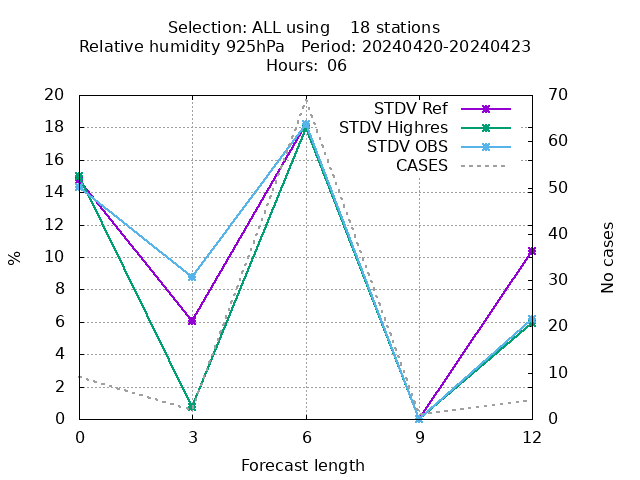 Selection: ALL using    18 stations
Relative humidity 925hPa   Period: 20240420-20240423
Hours: 06
STDV Ref
STDV Highres
STDV OBS
CASES
20
18
16
14
12
10
8
6
4
2
0
%
70
60
50
40
30
20
10
0
No cases
0 3 6 9 12
Forecast length